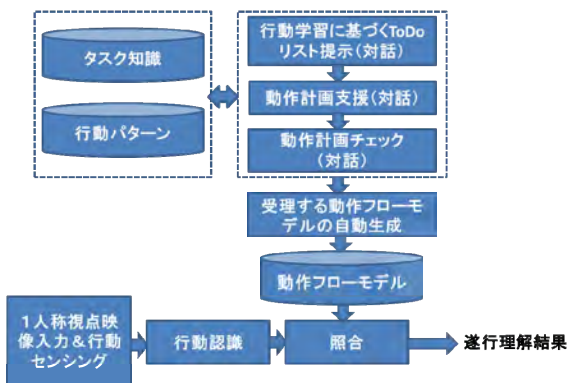 タスク知識
行動パターン
行動学習に基づくToDo
リスト提示(対話)
動作計画支援(対話)
動作計画チェック
(対話)
受理する動作フローモ
デルの自動生成
動作フローモデル
1人称視点映
像入力&行動
センシング
行動認識
照合
遂行理解結果